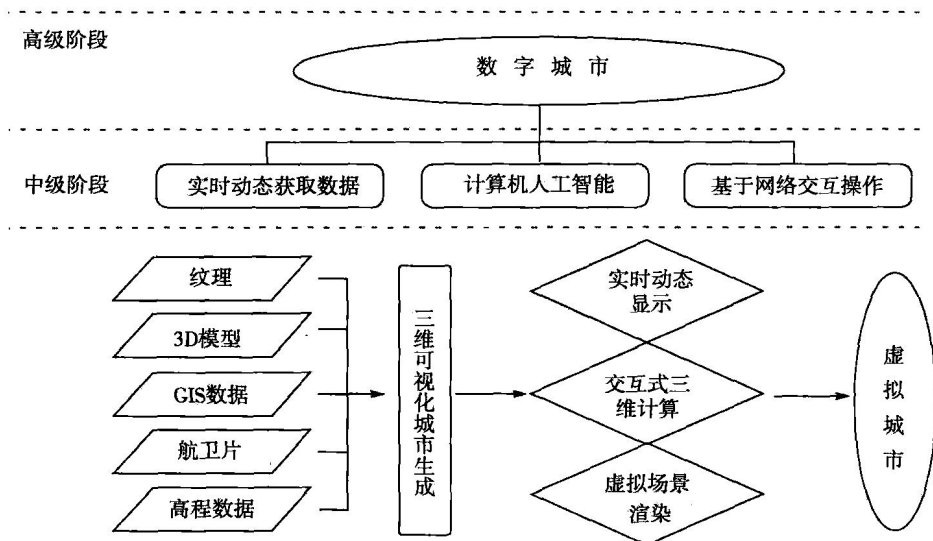 高级阶段
数字城市
中级阶段
实时动态获取数据
计算机人工智能
基于网络交互操作
纹理
3D模型
GIS数据
航卫片
高程数据
三维可视化城市生成
实时动态
显示
交互式三
维计算
虚拟场景
渲染
虚拟城市